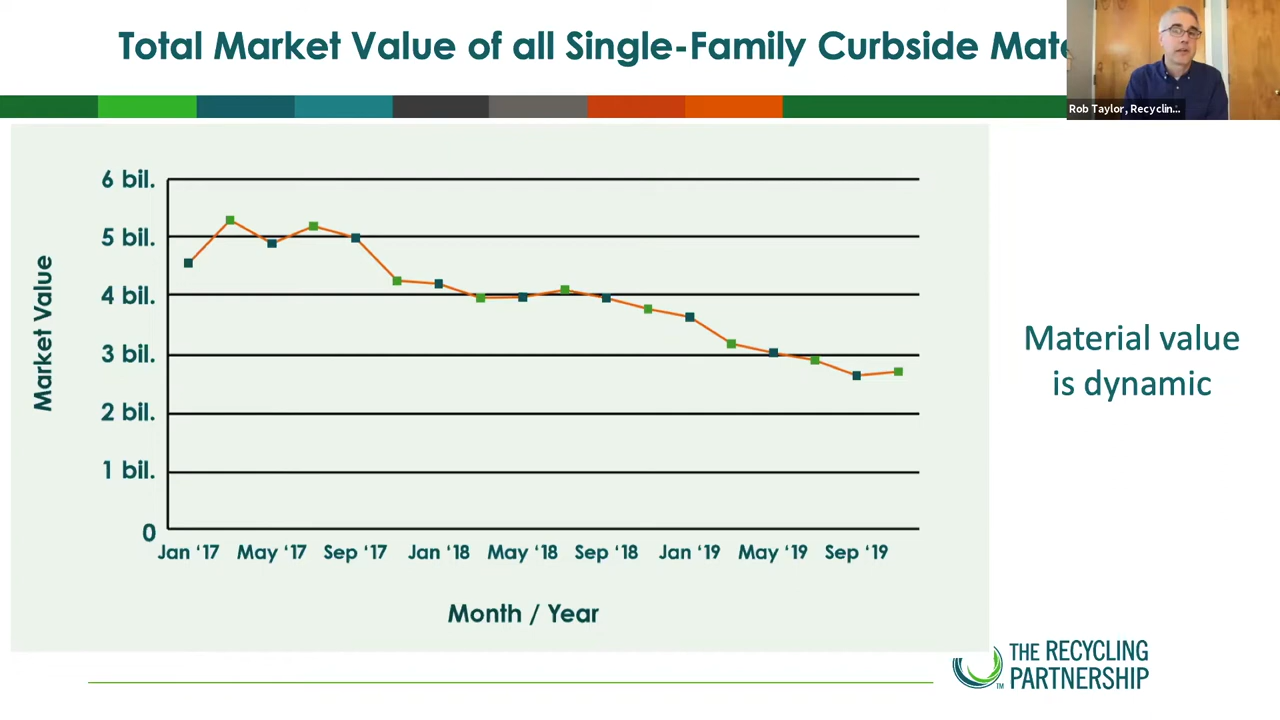 Total Market Value of all Single-Family Curbside Mate
Rob Taylor, Recyclin...
6 bil.
5 bil.
4 bil.
3 bil.
2 bil.
1 bil.
0
Market Value
Jan ‘17 May ‘17 Sep ‘17 Jan ‘18 May ‘18 Sep ‘18 Jan ‘19 May ‘19 Sep ‘19
Month / Year
Material value
is dynamic
THE RECYCLING
PARTNERSHIP
TM